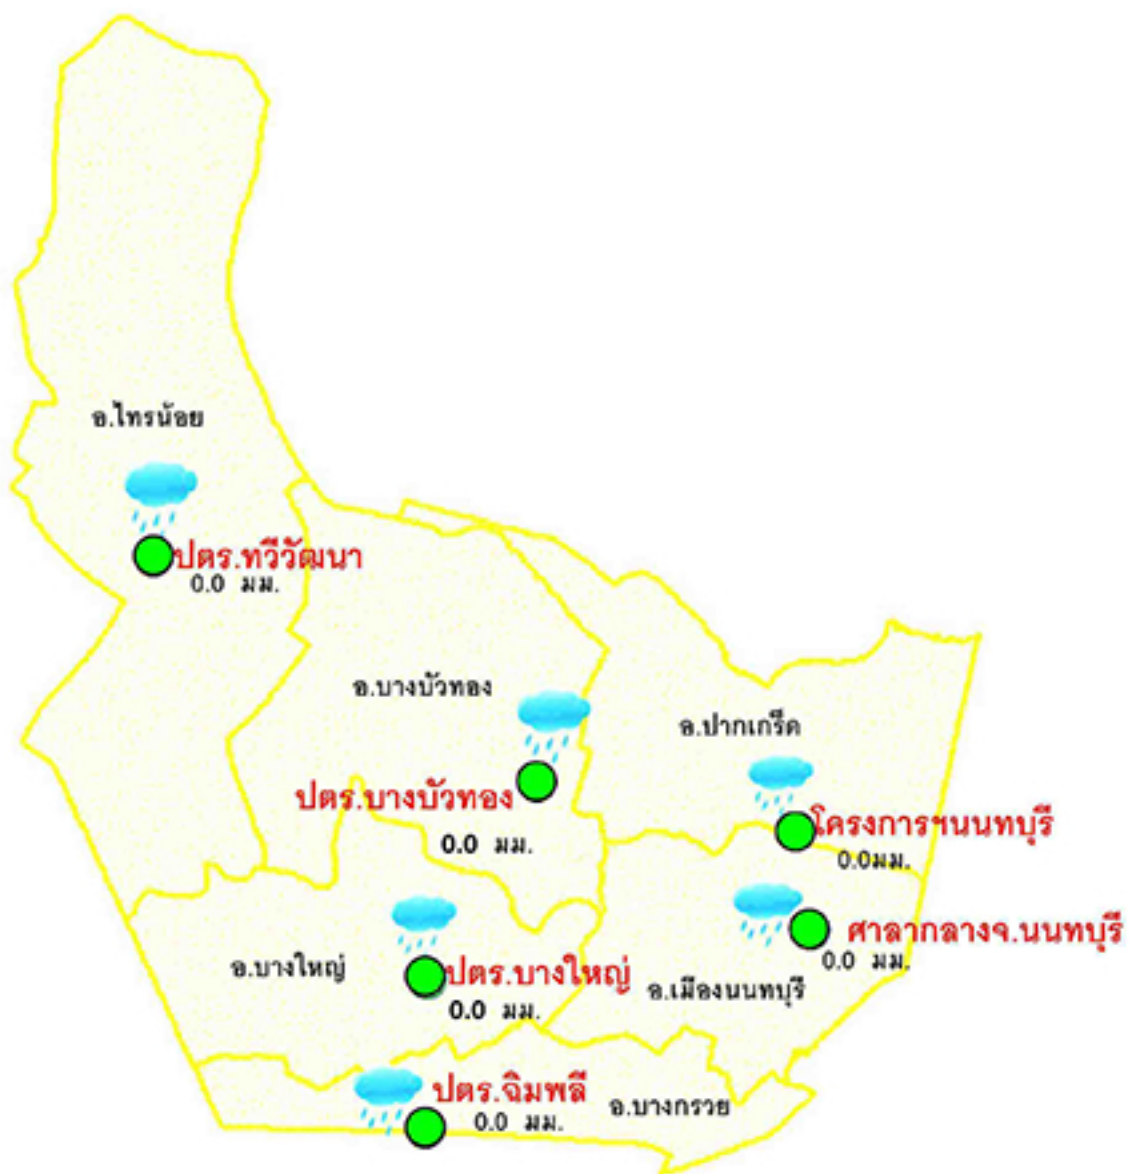 อ.ไทรน้อย
ปตร.ทวีวัฒนา
0.0 มม.
อ.บางบัวทอง
อ.ปากเกร็ด
ปตร.บางบัวทอง
0.0 มม.
โครงการฯนนทบุรี
0.0มม.
ศาลากลางจ.นนทบุรี
0.0 มม.
อ.บางใหญ่
ปตร.บางใหญ่
0.0 มม.
อ.เมืองนนทบุรี
ปตร.ฉิมพลี
0.0 มม.
อ.บางกรวย